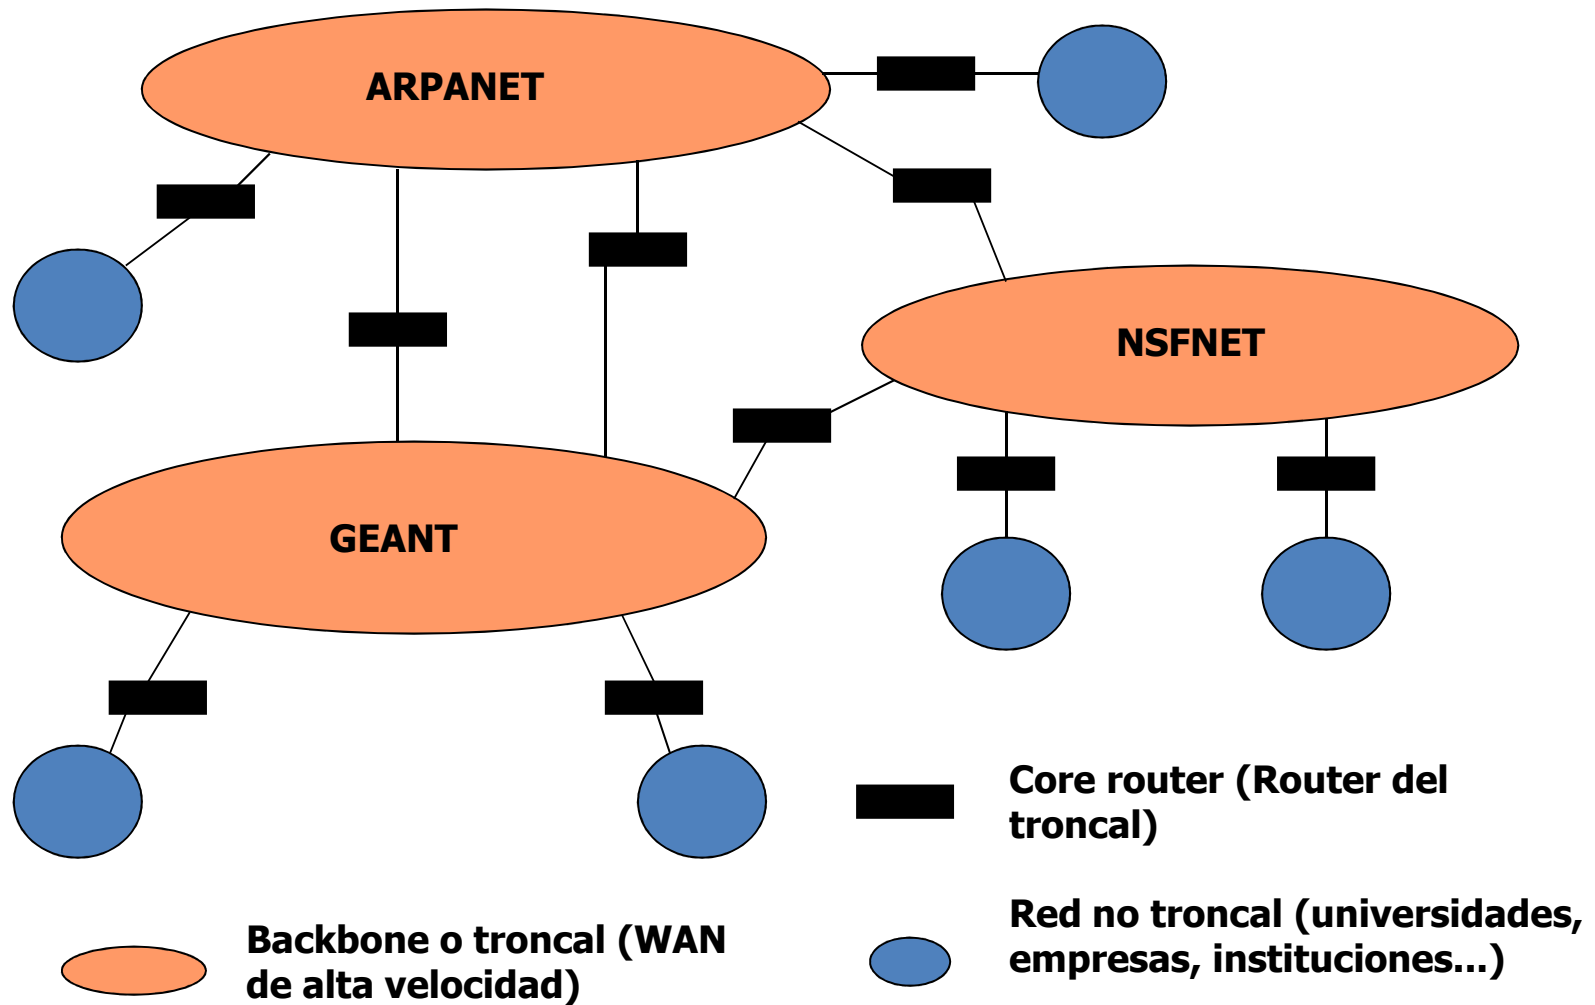 ARPANET
NSFNET
GEANT
Core router (Router del
troncal)
Red no troncal (universidades,
empresas, instituciones...)
Backbone o troncal (WAN
de alta velocidad)